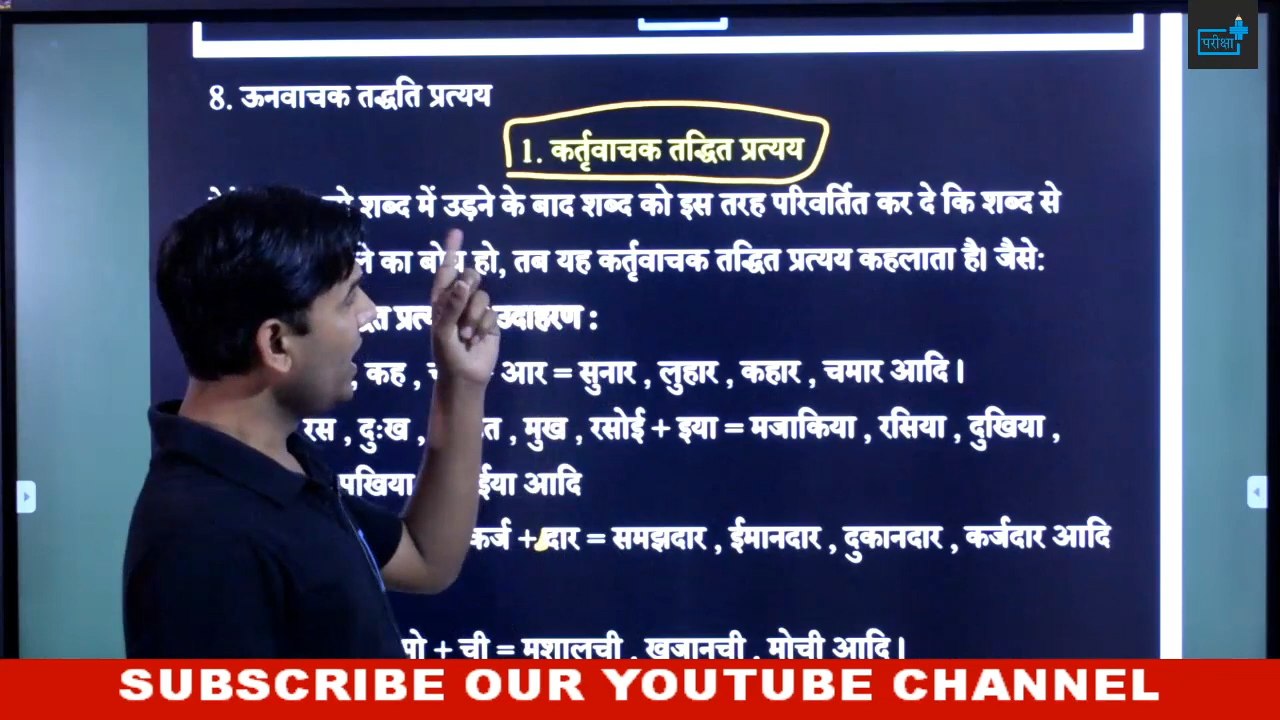 परीक्षा
8. ऊनवाचक तद्धति प्रत्यय
1. कर्तृवाचक तद्धित प्रत्यय
शब्द में उड़ने के बाद शब्द को इस तरह परिवर्तित कर दे कि शब्द से
का बोध हो, तब यह कर्तृवाचक तद्धित प्रत्यय कहलाता है। जैसे:
उदाहरण :
, कह , आर = सुनार , लुहार , कहार , चमार आदि ।
रस , दुःख , , मुख , रसोई + इया = मजाकिया , रसिया , दुखिया ,
आदि
कर्ज + दार = समझदार , ईमानदार , दुकानदार , कर्जदार आदि
+ ची = मशालची , खजानची , मोची आदि ।
SUBSCRIBE OUR YOUTUBE CHANNEL